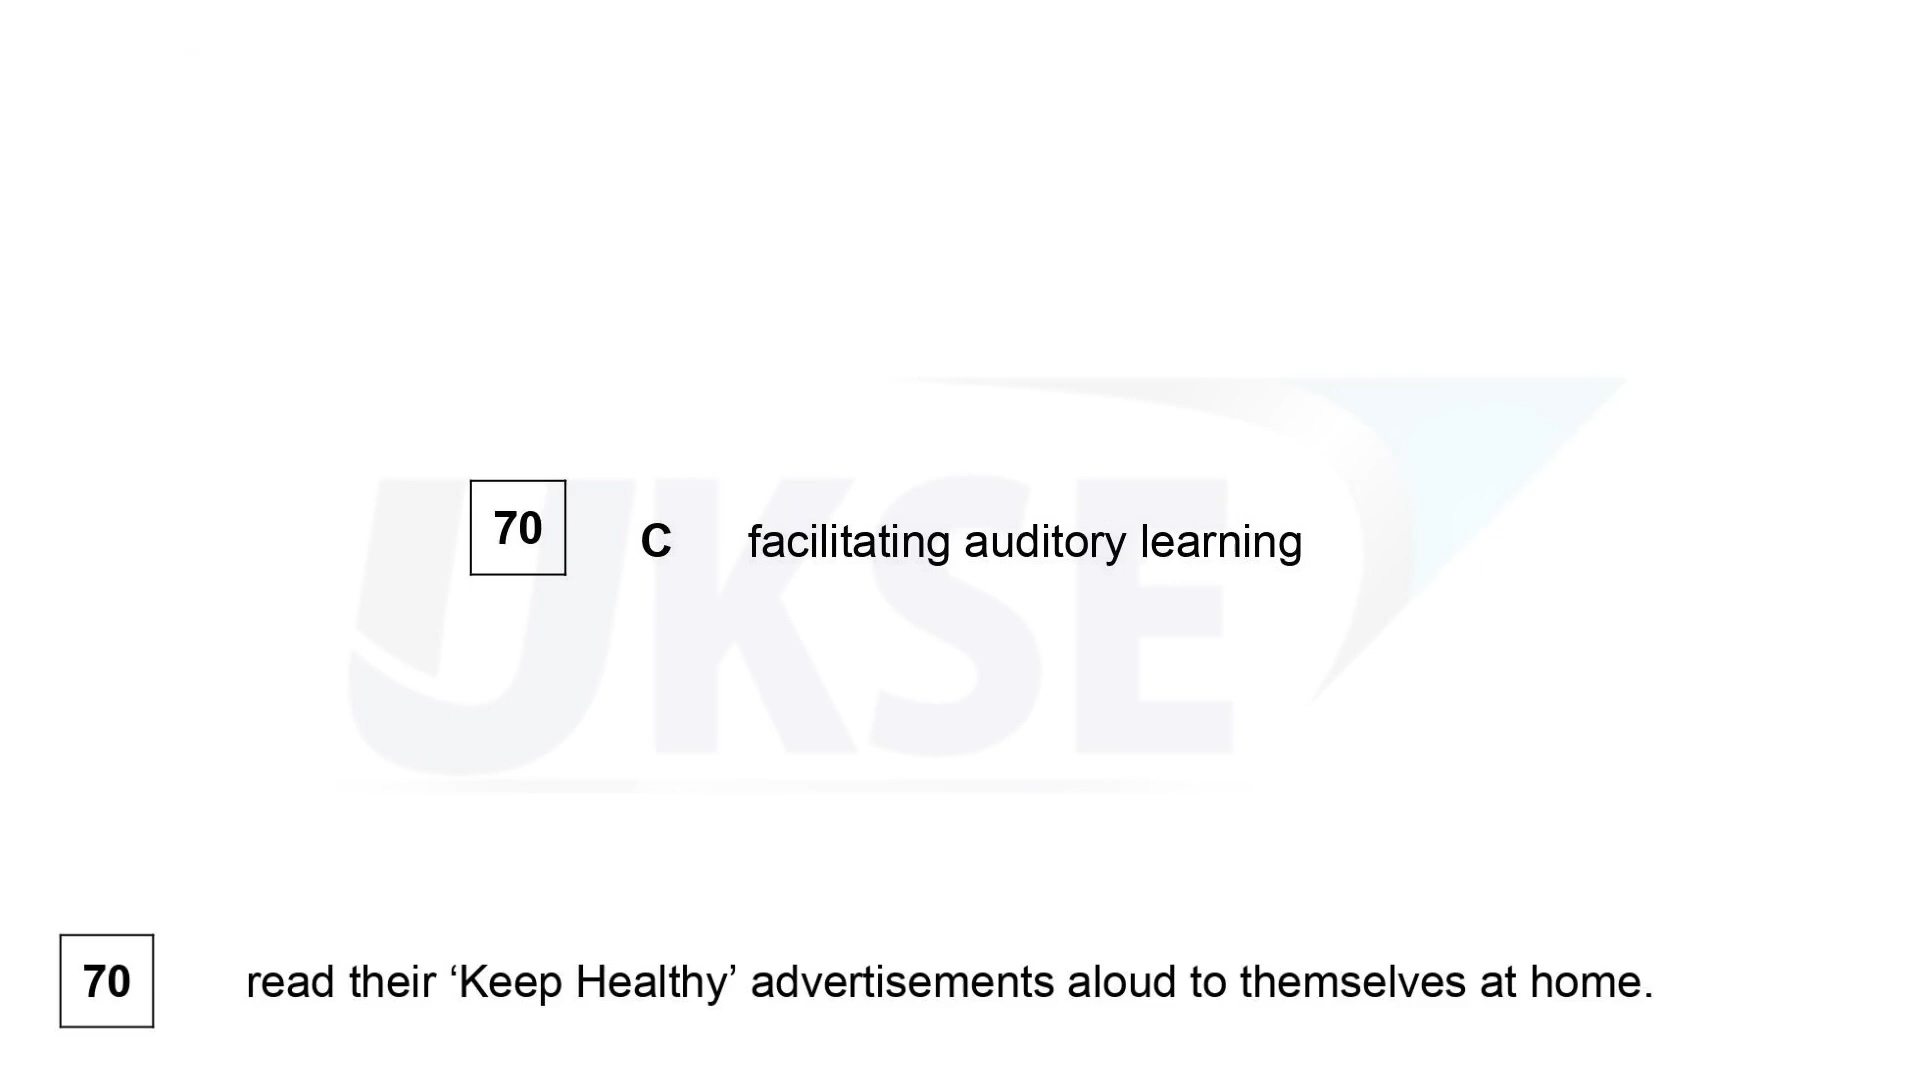 UKSE
70 C facilitating auditory learning
70 read their ‘Keep Healthy’ advertisements aloud to themselves at home.